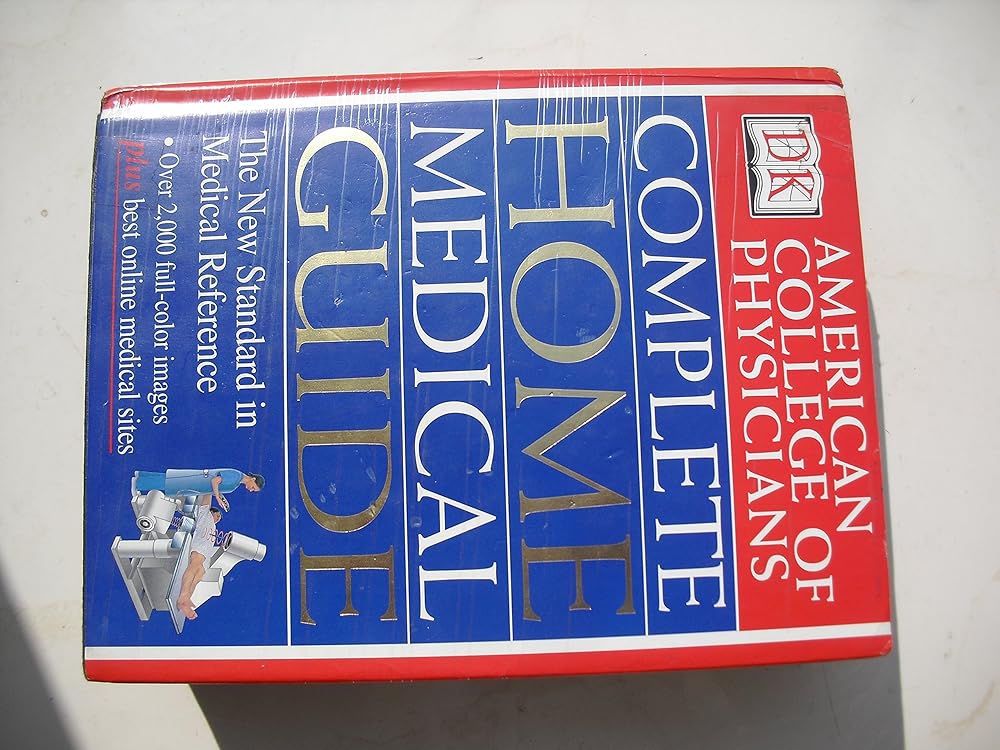 DK
AMERICAN
COLLEGE OF
PHYSICIANS
COMPLETE
HOME
MEDICAL
GUIDE
The New Standard in
Medical Reference
• Over 2,000 full-color images
plus best online medical sites